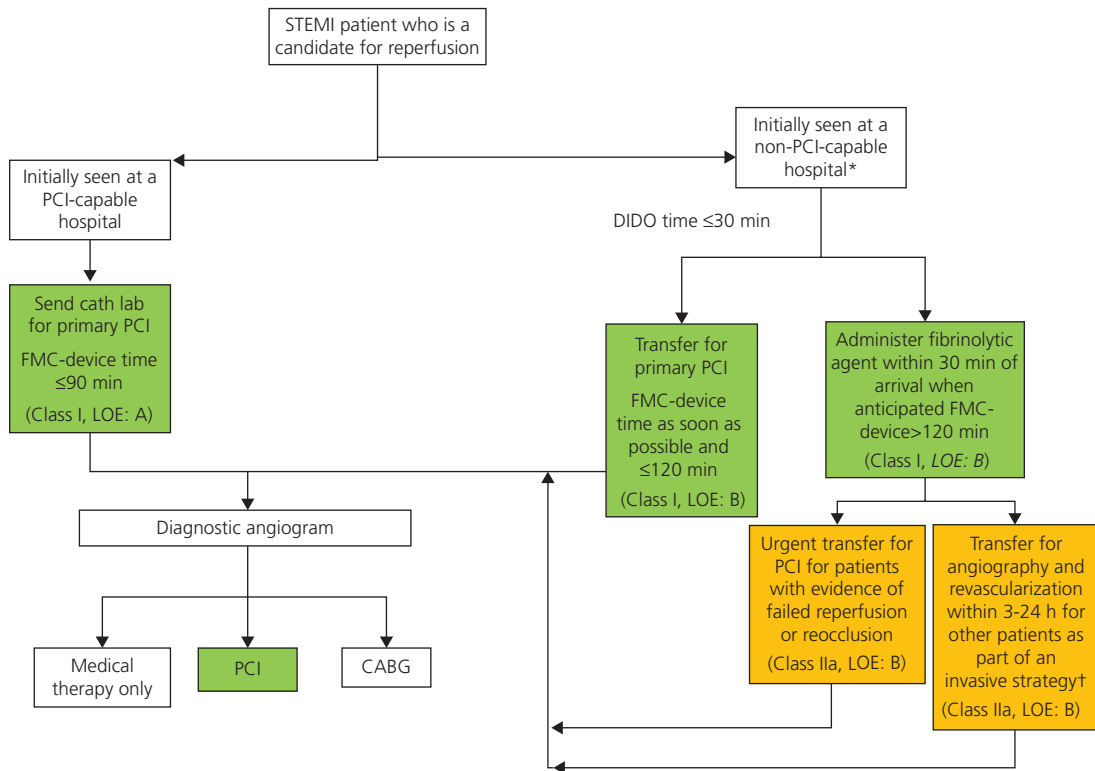 STEMI patient who is a
candidate for reperfusion
Initially seen at a
PCI-capable
hospital
Initially seen at a
non-PCI-capable
hospital*
DIDO time ≤30 min
Send cath lab
for primary PCI
FMC-device time
≤90 min
(Class I, LOE: A)
Transfer for
primary PCI
FMC-device
time as soon as
possible and
≤120 min
(Class I, LOE: B)
Administer fibrinolytic
agent within 30 min of
arrival when
anticipated FMC-
device>120 min
(Class I, LOE: B)
Diagnostic angiogram
Medical
therapy only
PCI
CABG
Urgent transfer for
PCI for patients
with evidence of
failed reperfusion
or reocclusion
(Class IIa, LOE: B)
Transfer for
angiography and
revascularization
within 3-24 h for
other patients as
part of an
invasive strategy†
(Class IIa, LOE: B)